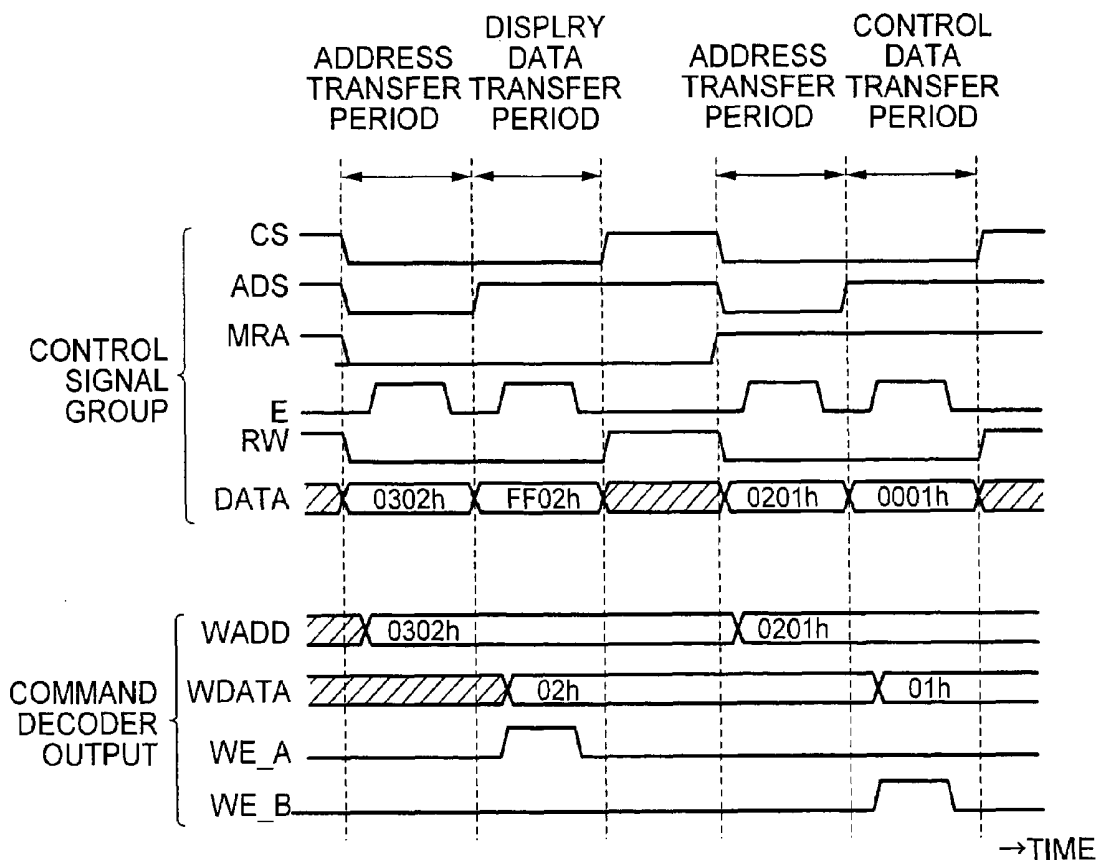 ADDRESS
TRANSFER
PERIOD
DISPLRY
DATA
TRANSFER
PERIOD
ADDRESS
TRANSFER
PERIOD
CONTROL
DATA
TRANSFER
PERIOD
CONTROL
SIGNAL
GROUP
CS
ADS
MRA
E
RW
DATA
0302h
FF02h
0201h
0001h
COMMAND
DECODER
OUTPUT
WADD
0302h
0201h
WDATA
02h
01h
WE_A
WE_B
→TIME